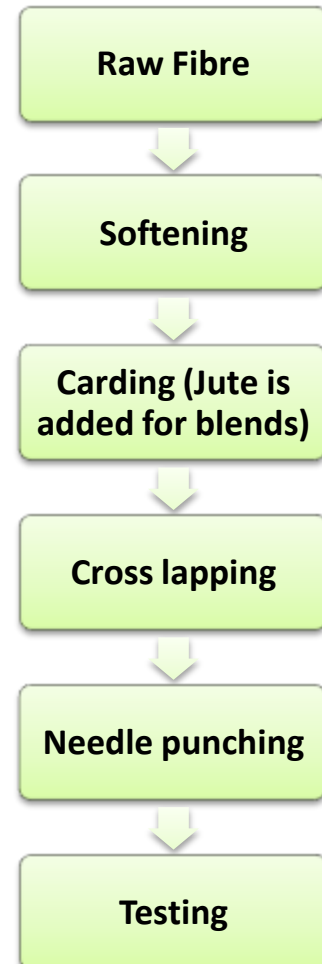 Raw Fibre
Softening
Carding (Jute is
added for blends)
Cross lapping
Needle punching
Testing